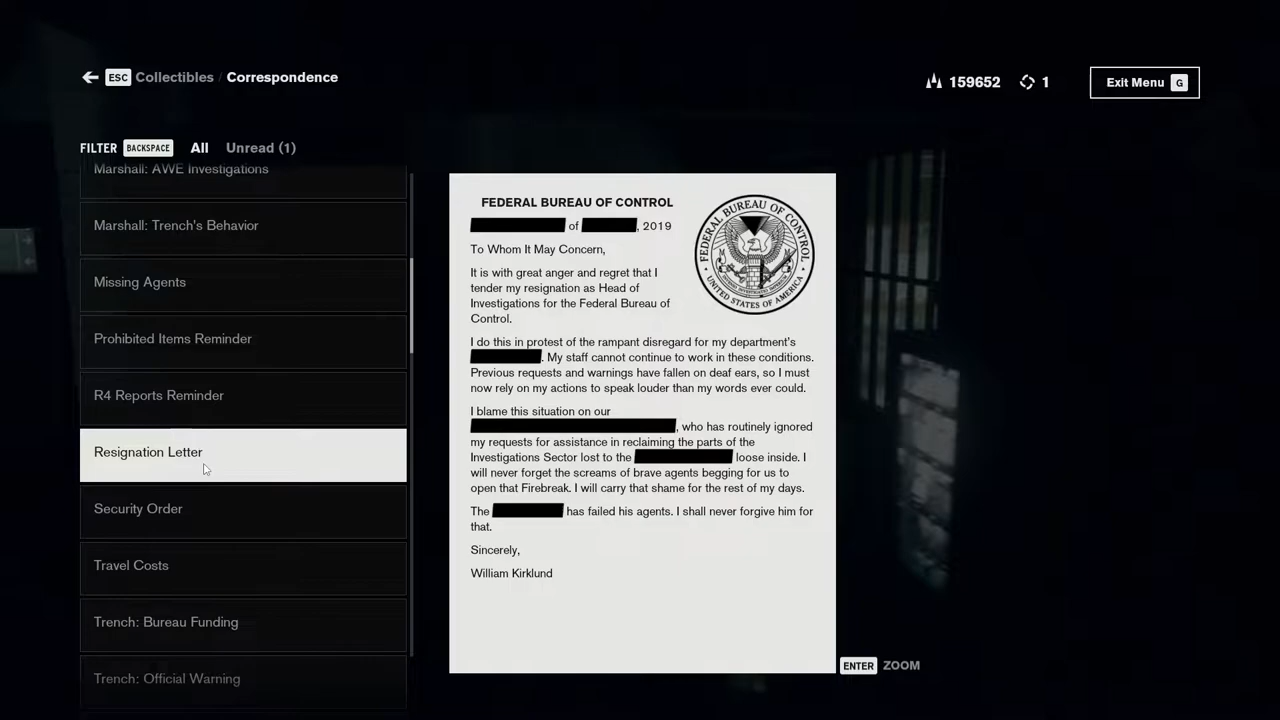 ESC Collectibles / Correspondence
159652 1 Exit Menu G
FILTER BACKSPACE All Unread (1)
Marshall: AWE Investigations
Marshall: Trench's Behavior
Missing Agents
Prohibited Items Reminder
R4 Reports Reminder
Resignation Letter
Security Order
Travel Costs
Trench: Bureau Funding
Trench: Official Warning
FEDERAL BUREAU OF CONTROL
of , 2019
To Whom It May Concern,
It is with great anger and regret that I
tender my resignation as Head of
Investigations for the Federal Bureau of
Control.
I do this in protest of the rampant disregard for my department's
. My staff cannot continue to work in these conditions.
Previous requests and warnings have fallen on deaf ears, so I must
now rely on my actions to speak louder than my words ever could.
I blame this situation on our
, who has routinely ignored
my requests for assistance in reclaiming the parts of the
Investigations Sector lost to the loose inside. I
will never forget the screams of brave agents begging for us to
open that Firebreak. I will carry that shame for the rest of my days.
The has failed his agents. I shall never forgive him for
that.
Sincerely,
William Kirklund
FEDERAL BUREAU OF CONTROL
UNITED STATES OF AMERICA
ENTER ZOOM